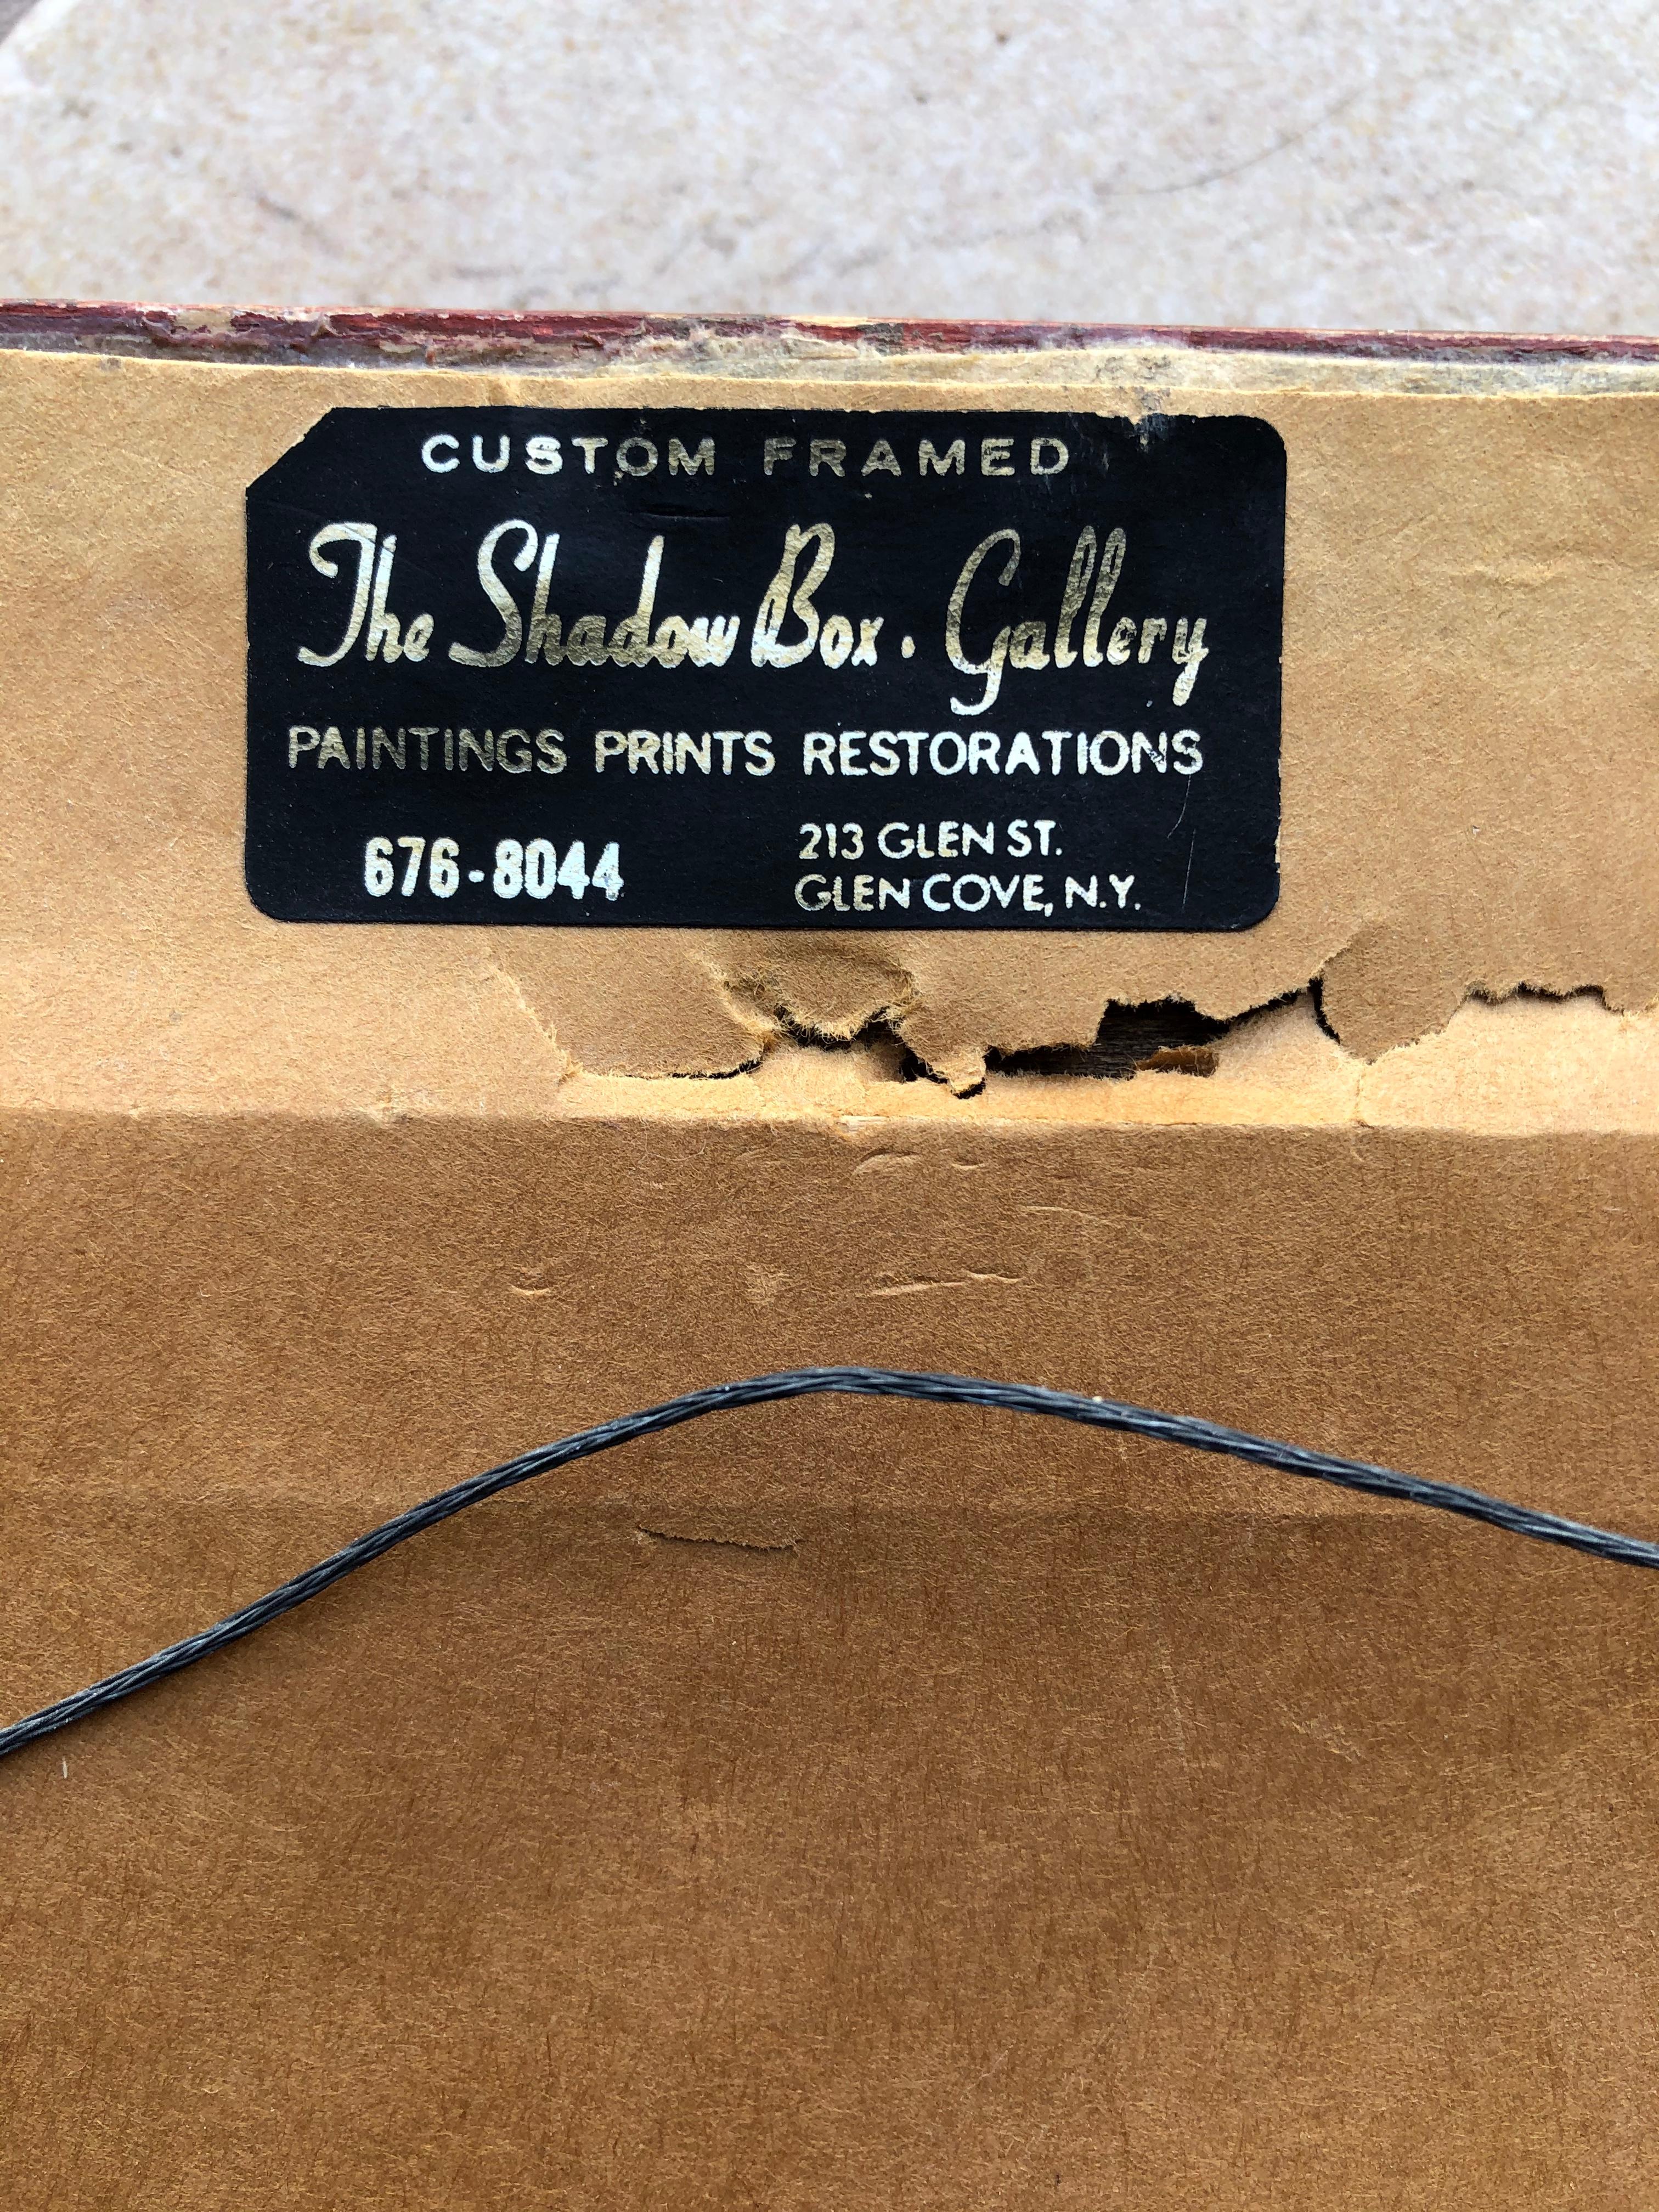 CUSTOM FRAMED
The Shadow Box . Gallery
PAINTINGS PRINTS RESTORATIONS
676-8044
213 GLEN ST.
GLEN COVE, N.Y.